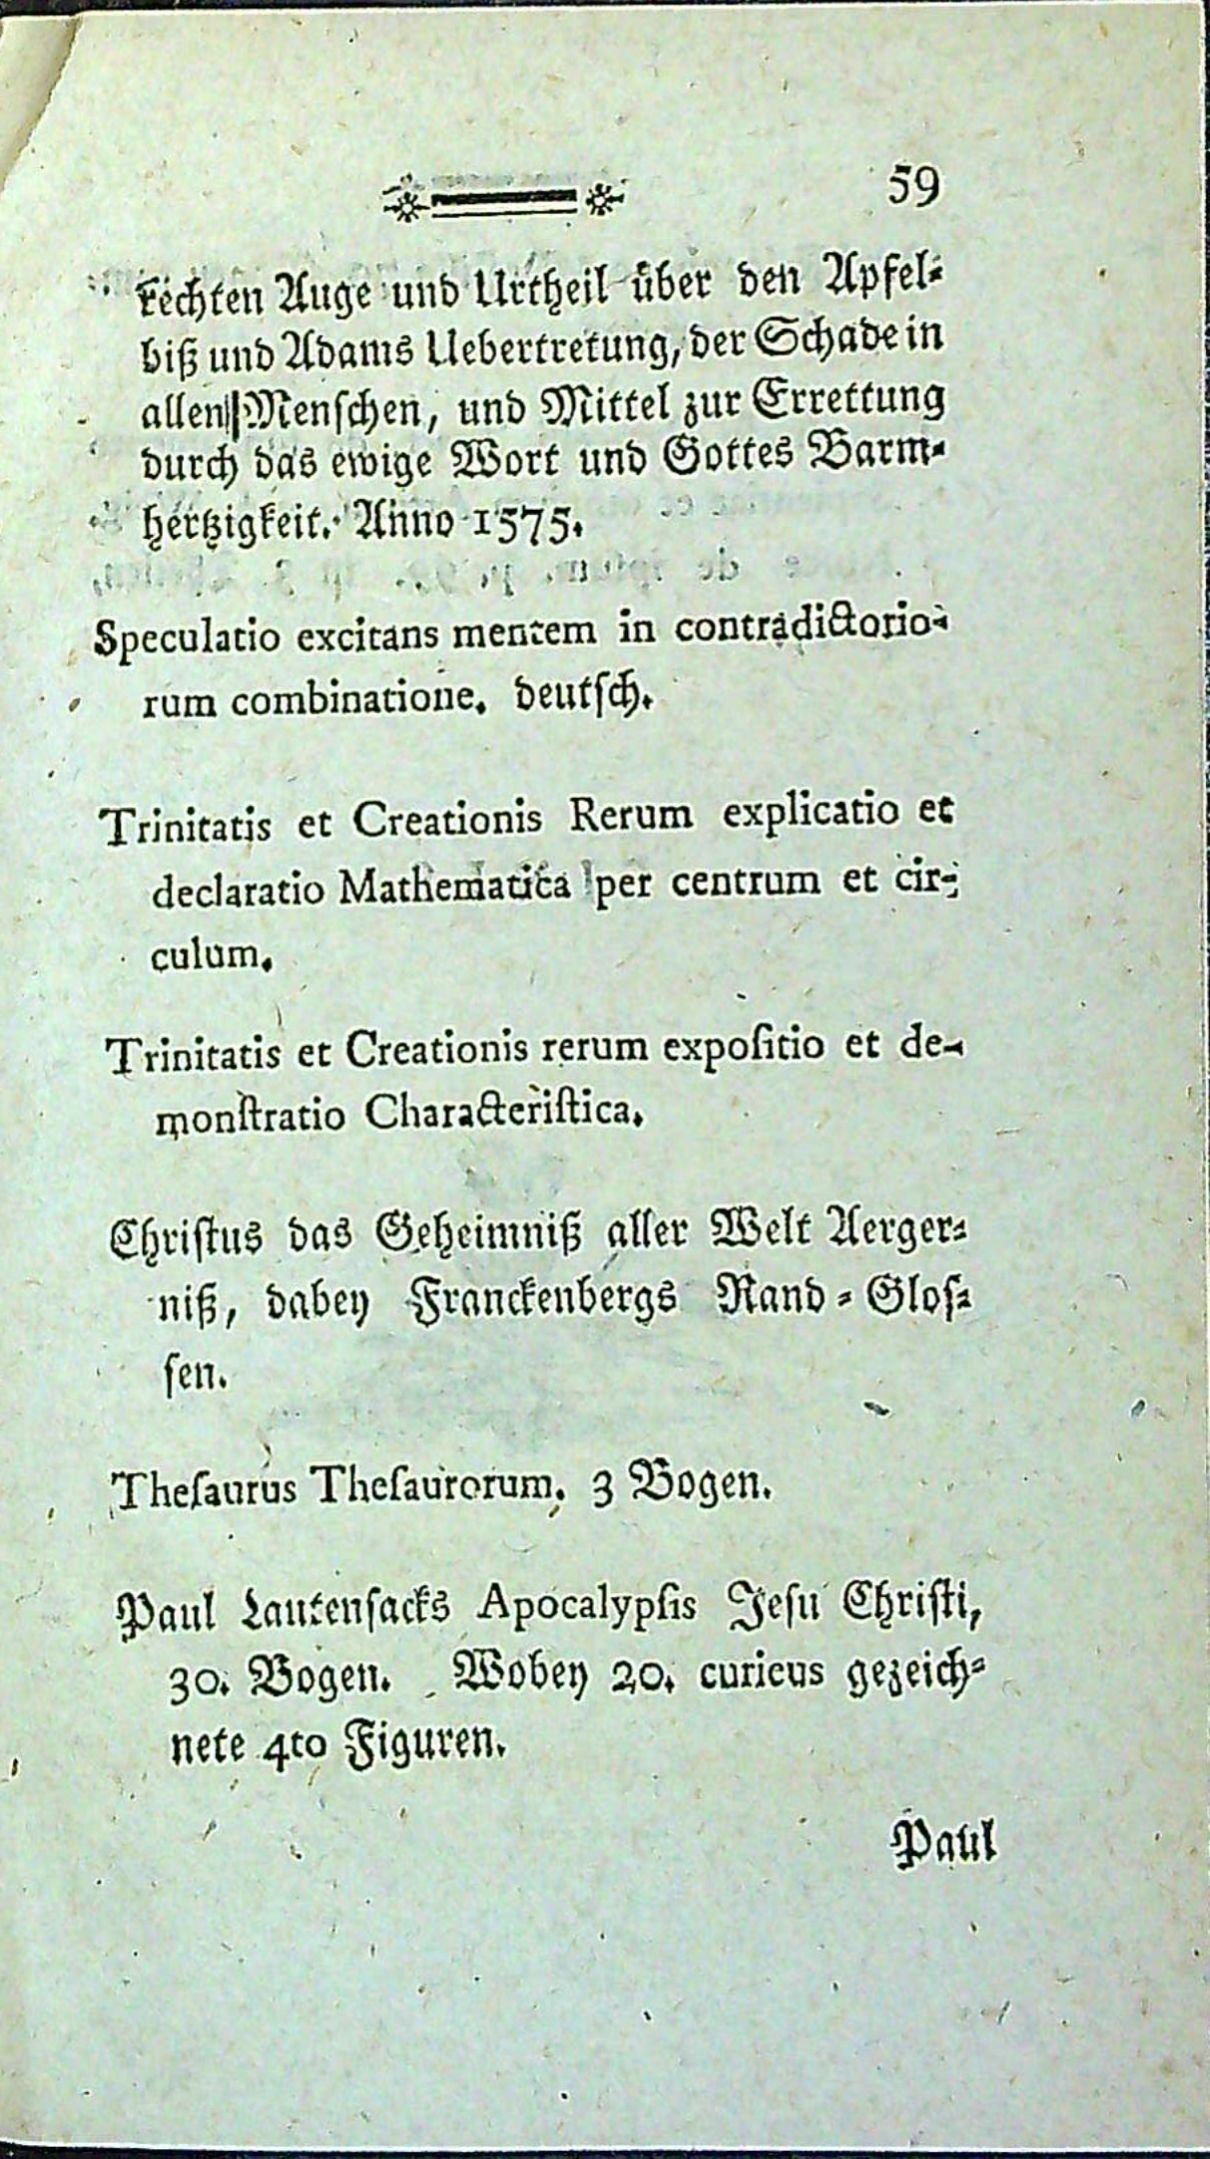 59
rechten Auge und Urtheil über den Apfel⸗
biß und Adams Uebertretung, der Schade in
allen Menſchen, und Mittel zur Errettung
durch das ewige Wort und Gottes Barm⸗
hertzigkeit. Anno 1575.
Speculatio excitans mentem in contradictorio-
rum combinatione. deutſch.
Trinitatis et Creationis Rerum explicatio et
declaratio Mathematica per centrum et cir-
culum.
Trinitatis et Creationis rerum expoſitio et de-
monſtratio Characteriſtica.
Chriſtus das Geheimniß aller Welt Aerger⸗
niß, dabey Franckenbergs Rand⸗Gloſ⸗
ſen.
Theſaurus Theſaurorum. 3 Bogen.
Paul Lautenſacks Apocalypſis Jeſu Chriſti,
30. Bogen. Wobey 20. curieus gezeich⸗
nete 4to Figuren.
Paul